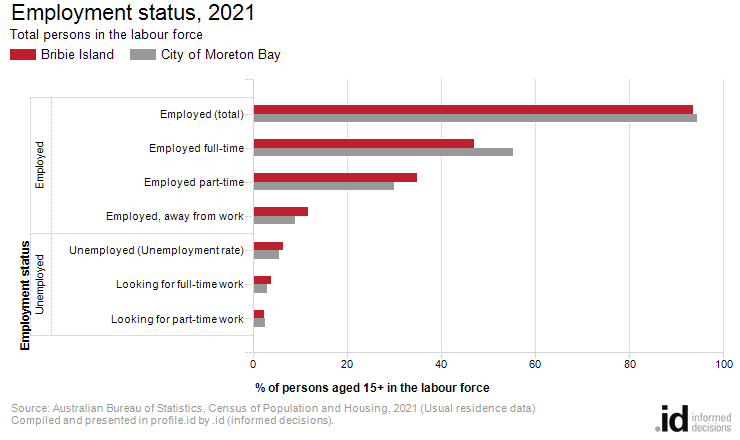 Employment status, 2021
Total persons in the labour force
Bribie Island
City of Moreton Bay
Employment status
Employed
Employed (total)
Employed full-time
Employed part-time
Employed, away from work
Unemployed
Unemployed (Unemployment rate)
Looking for full-time work
Looking for part-time work
0 20 40 60 80 100
% of persons aged 15+ in the labour force
Source: Australian Bureau of Statistics, Census of Population and Housing, 2021 (Usual residence data)
Compiled and presented in profile.id by .id (informed decisions).
.id informed
decisions